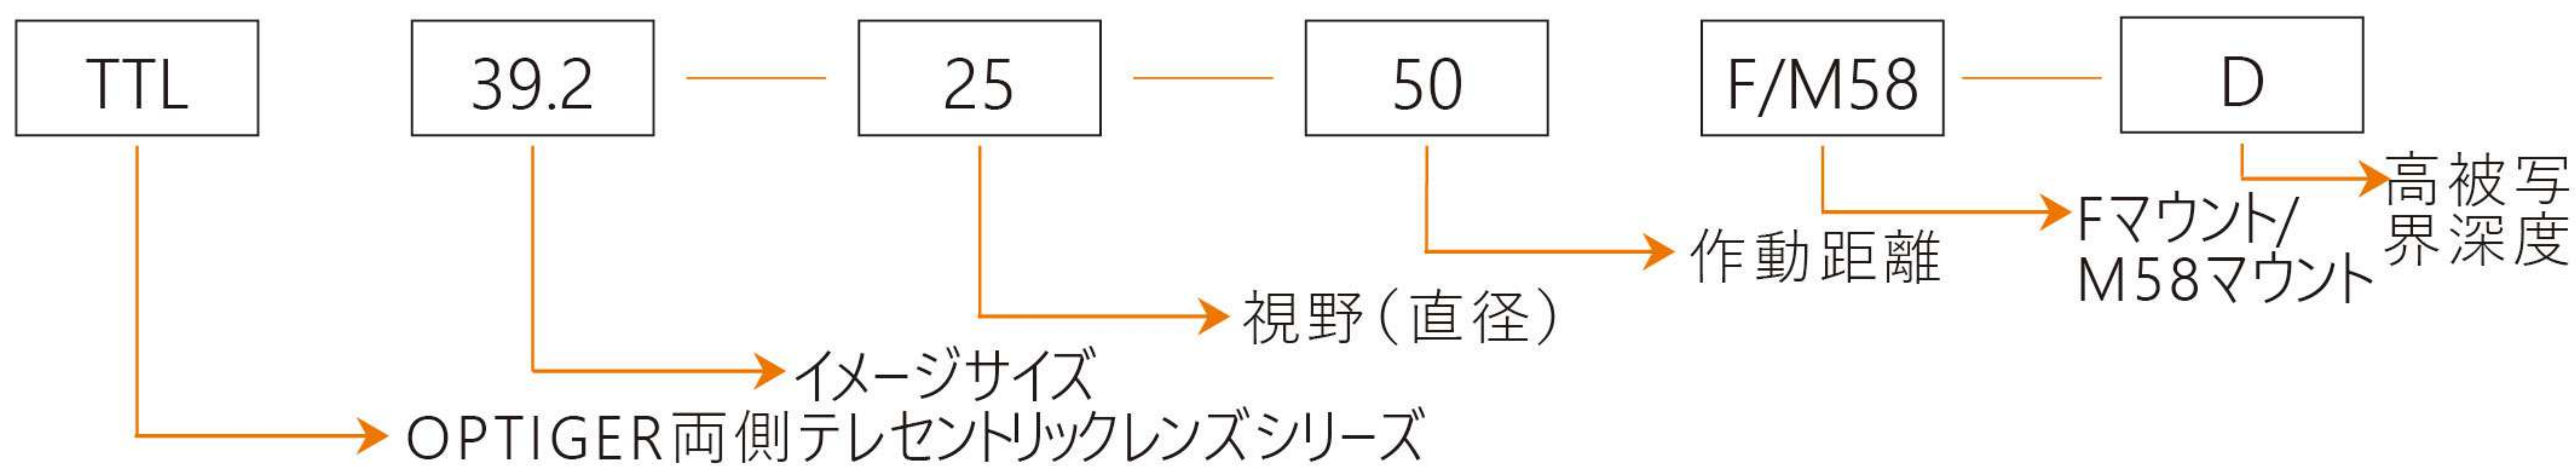 TTL 39.2 25 50 F/M58 D
高被写
界深度
Fマウント/
M58マウント
作動距離
視野(直径)
イメージサイズ
OPTIGER両側テレセントリックレンズシリーズ